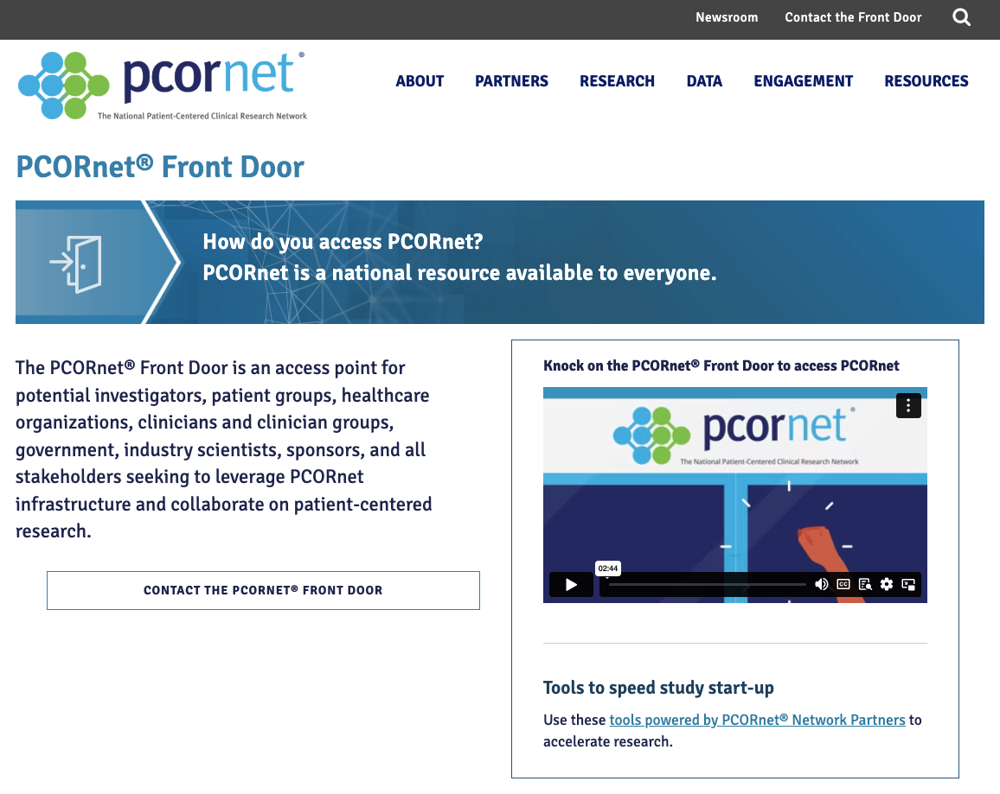 Newsroom
Contact the Front Door
pcornet®
The National Patient-Centered Clinical Research Network
ABOUT
PARTNERS
RESEARCH
DATA
ENGAGEMENT
RESOURCES
PCORnet® Front Door
How do you access PCORnet?
PCORnet is a national resource available to everyone.
The PCORnet® Front Door is an access point for
potential investigators, patient groups, healthcare
organizations, clinicians and clinician groups,
government, industry scientists, sponsors, and all
stakeholders seeking to leverage PCORnet
infrastructure and collaborate on patient-centered
research.
CONTACT THE PCORNET® FRONT DOOR
Knock on the PCORnet® Front Door to access PCORnet
pcornet®
The National Patient-Centered Clinical Research Network
02:44
CC
Tools to speed study start-up
Use these tools powered by PCORnet® Network Partners to
accelerate research.